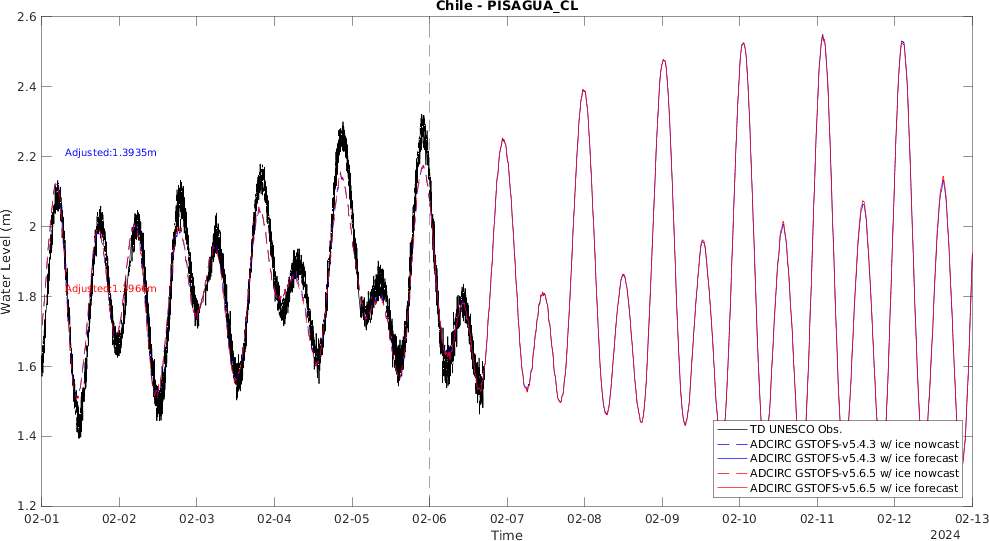 Chile - PISAGUA_CL
2.6
2.4
2.2
2
1.8
1.6
1.4
1.2
Water Level (m)
Adjusted:1.3935m
Adjusted:1.3966m
TD UNESCO Obs.
ADCIRC GSTOFS-v5.4.3 w/ ice nowcast
ADCIRC GSTOFS-v5.4.3 w/ ice forecast
ADCIRC GSTOFS-v5.6.5 w/ ice nowcast
ADCIRC GSTOFS-v5.6.5 w/ ice forecast
02-01 02-02 02-03 02-04 02-05 02-06 02-07 02-08 02-09 02-10 02-11 02-12 02-13
Time
2024